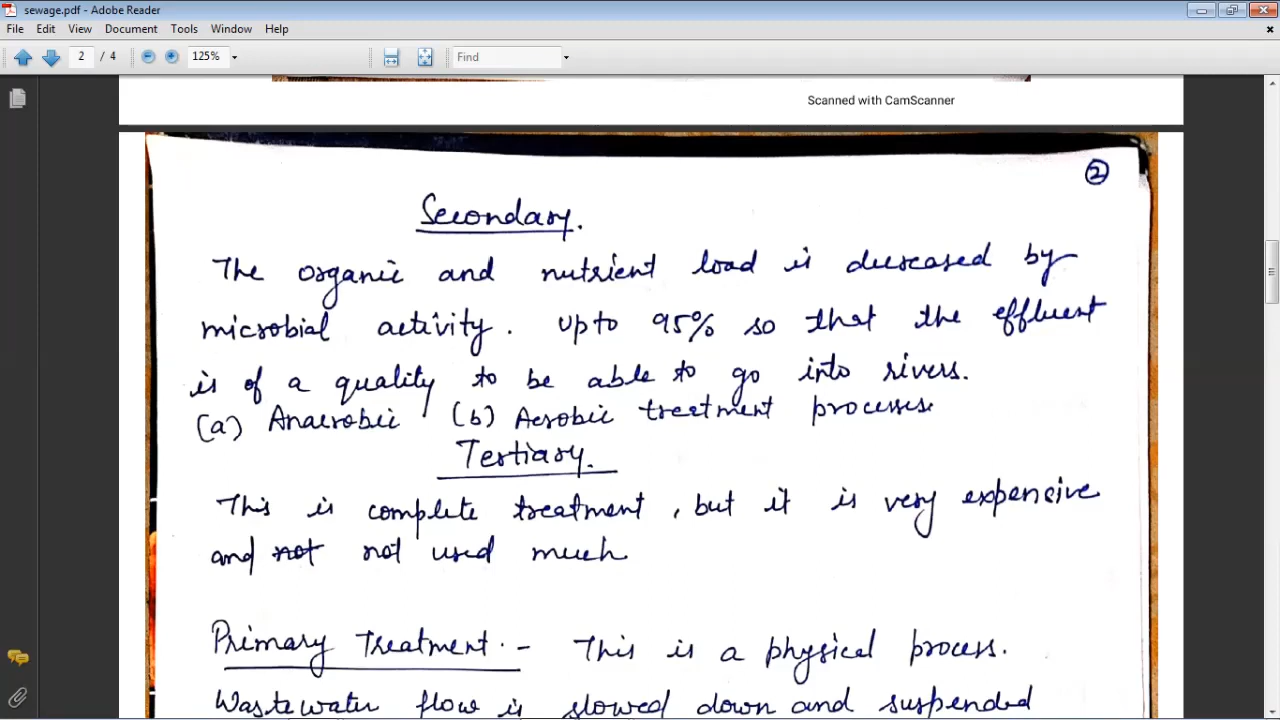 sewage.pdf - Adobe Reader
File Edit View Document Tools Window Help
2 / 4 125% Find
Scanned with CamScanner
2
Secondary.
The organic and nutrient load is decreased by
microbial activity. Upto 95% so that the effluent
is of a quality to be able to go into rivers.
(a) Anaerobic (b) Aerobic treatment processes.
Tertiary.
This is complete treatment, but it is very expensive
and not not used much
Primary Treatment. - This is a physical process.
Wastewater flow is slowed down and suspended